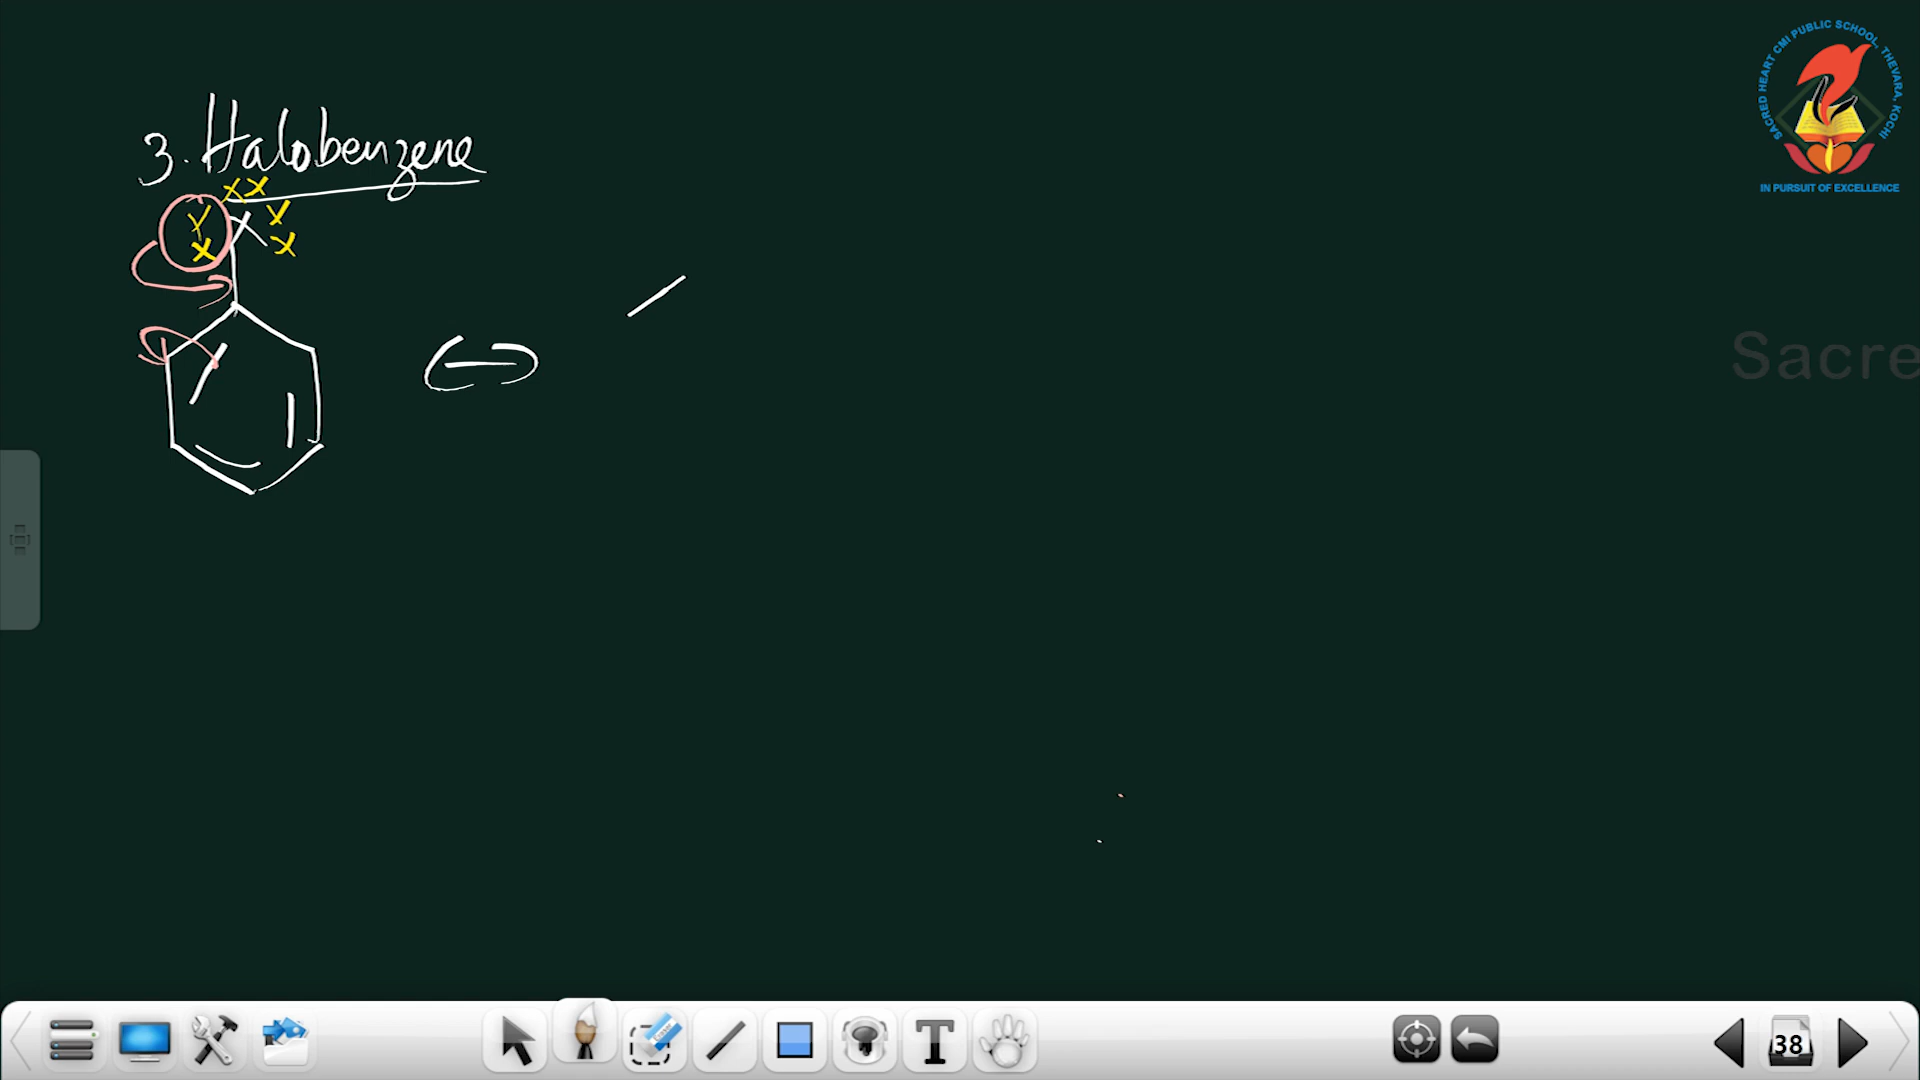 3. Halobenzene
x x
x X x
x x
SACRED HEART CMI PUBLIC SCHOOL, THEVARA, KOCHI
IN PURSUIT OF EXCELLENCE
Sacre
T
38